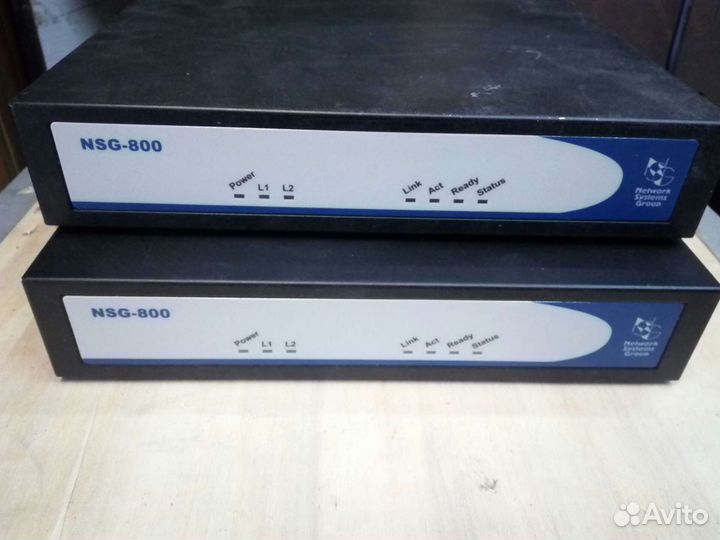 NSG-800
Power L1 L2 Link Act Ready Status
Network
Systems
Group
NSG-800
Power L1 L2 Link Act Ready Status
Network
Systems
Group
Avito